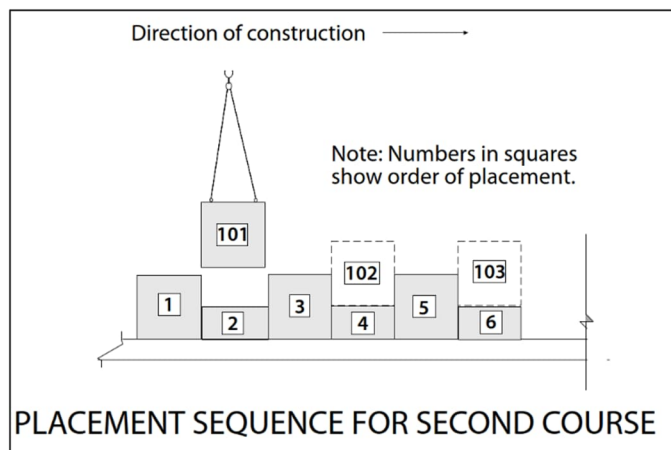 Direction of construction
Note: Numbers in squares
show order of placement.
101
102
103
1
2
3
4
5
6
PLACEMENT SEQUENCE FOR SECOND COURSE